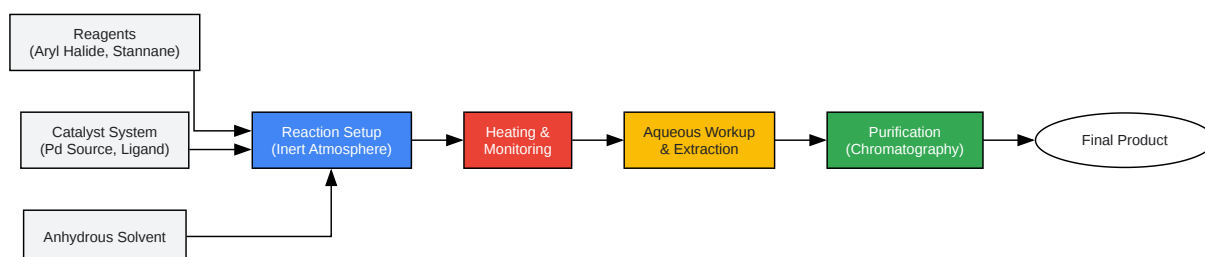 Reagents
(Aryl Halide, Stannane)
Catalyst System
(Pd Source, Ligand)
Anhydrous Solvent
Reaction Setup
(Inert Atmosphere)
Heating &
Monitoring
Aqueous Workup
& Extraction
Purification
(Chromatography)
Final Product